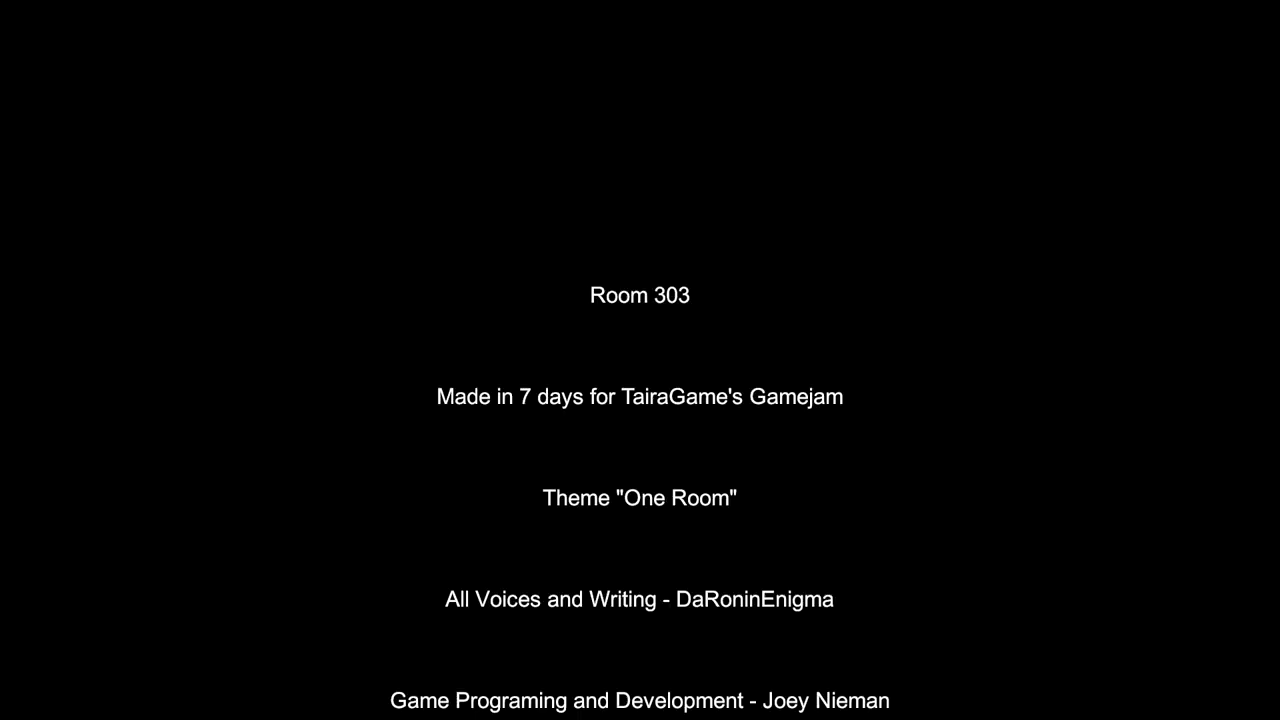 Room 303
Made in 7 days for TairaGame's Gamejam
Theme "One Room"
All Voices and Writing - DaRoninEnigma
Game Programing and Development - Joey Nieman